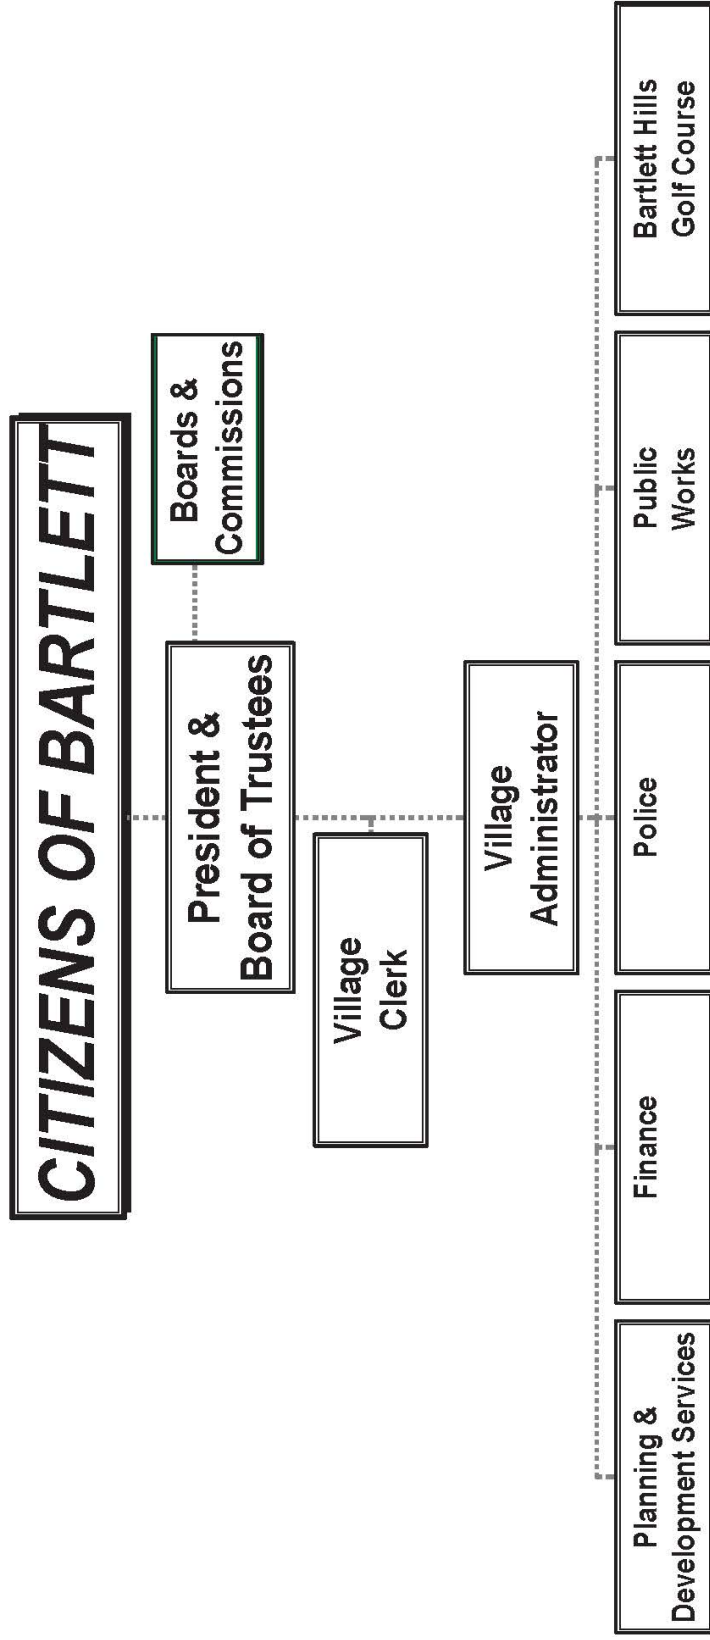 CITIZENS OF BARTLETT
President &
Board of Trustees
Boards &
Commissions
Village
Clerk
Village
Administrator
Planning &
Development Services
Finance
Police
Public
Works
Bartlett Hills
Golf Course